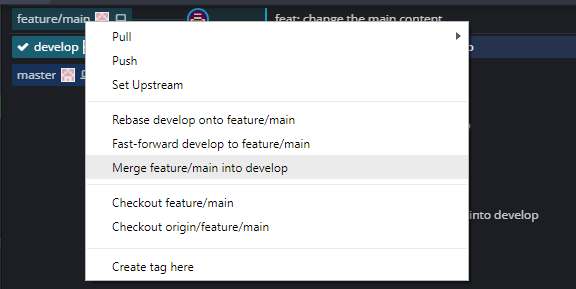 feature/main
feat: change the main content
develop
master
into develop
Pull
Push
Set Upstream
Rebase develop onto feature/main
Fast-forward develop to feature/main
Merge feature/main into develop
Checkout feature/main
Checkout origin/feature/main
Create tag here